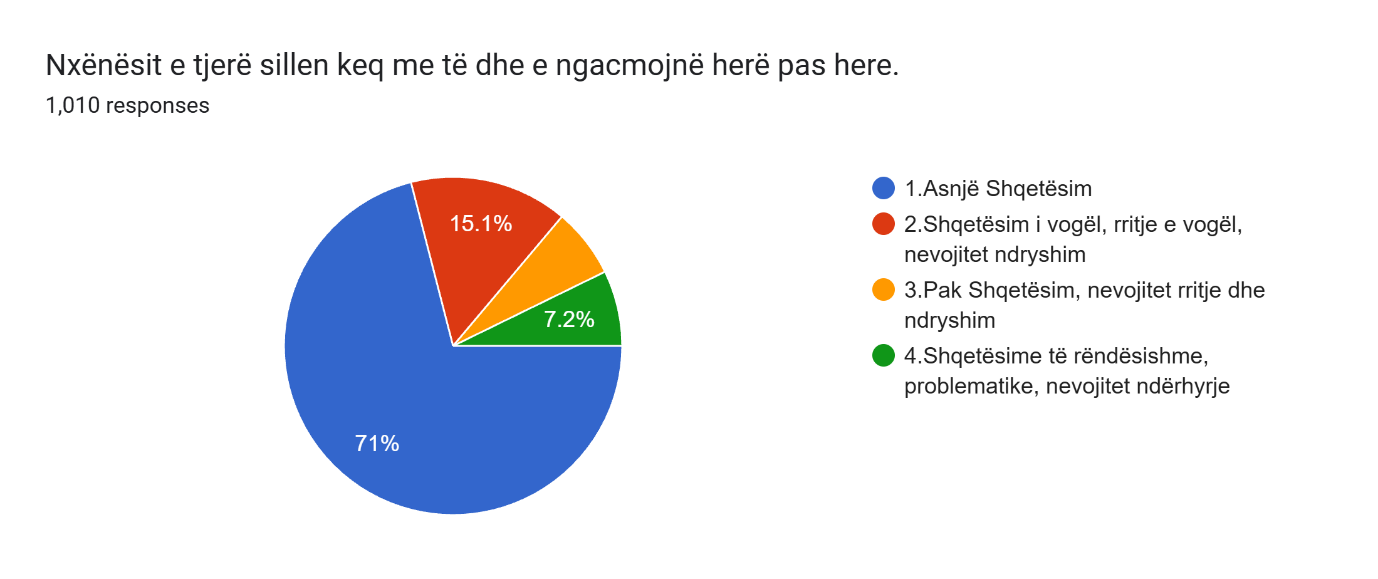 Nxënësit e tjerë sillen keq me të dhe e ngacmojnë herë pas here.
1,010 responses
15.1%
7.2%
71%
1.Asnjë Shqetësim
2.Shqetësim i vogël, rritje e vogël,
nevojitet ndryshim
3.Pak Shqetësim, nevojitet rritje dhe
ndryshim
4.Shqetësime të rëndësishme,
problematike, nevojitet ndërhyrje